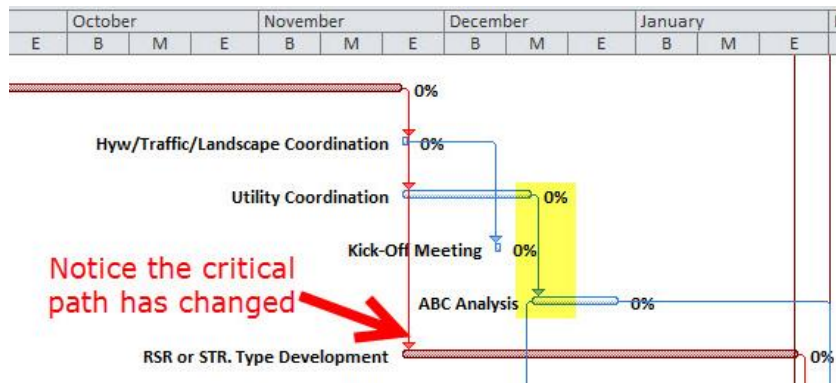 October November December January
E B M E B M E B M E B M E
0%
Hyw/Traffic/Landscape Coordination 0%
Utility Coordination 0%
Kick-Off Meeting 0%
Notice the critical
path has changed
ABC Analysis 0%
RSR or STR. Type Development 0%